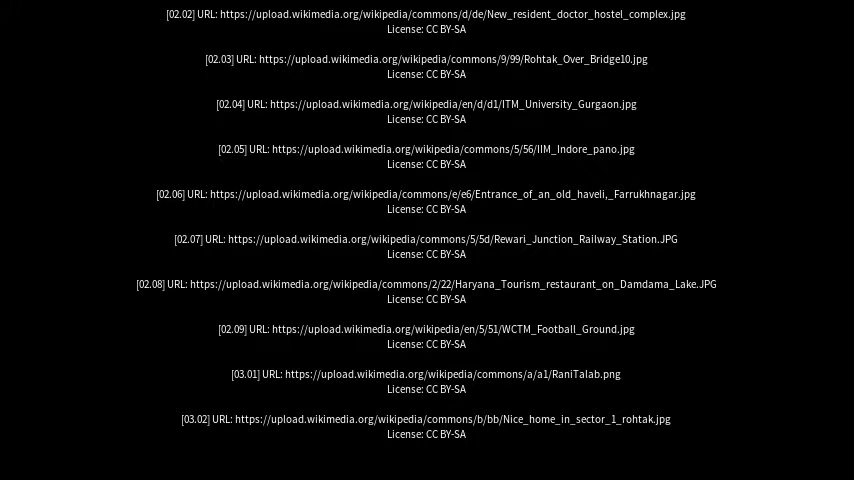 [02.02] URL: https://upload.wikimedia.org/wikipedia/commons/d/de/New_resident_doctor_hostel_complex.jpg
License: CC BY-SA
[02.03] URL: https://upload.wikimedia.org/wikipedia/commons/9/99/Rohtak_Over_Bridge10.jpg
License: CC BY-SA
[02.04] URL: https://upload.wikimedia.org/wikipedia/en/d/d1/ITM_University_Gurgaon.jpg
License: CC BY-SA
[02.05] URL: https://upload.wikimedia.org/wikipedia/commons/5/56/IIM_Indore_pano.jpg
License: CC BY-SA
[02.06] URL: https://upload.wikimedia.org/wikipedia/commons/e/e6/Entrance_of_an_old_haveli,_Farrukhnagar.jpg
License: CC BY-SA
[02.07] URL: https://upload.wikimedia.org/wikipedia/commons/5/5d/Rewari_Junction_Railway_Station.JPG
License: CC BY-SA
[02.08] URL: https://upload.wikimedia.org/wikipedia/commons/2/22/Haryana_Tourism_restaurant_on_Damdama_Lake.JPG
License: CC BY-SA
[02.09] URL: https://upload.wikimedia.org/wikipedia/en/5/51/WCTM_Football_Ground.jpg
License: CC BY-SA
[03.01] URL: https://upload.wikimedia.org/wikipedia/commons/a/a1/RaniTalab.png
License: CC BY-SA
[03.02] URL: https://upload.wikimedia.org/wikipedia/commons/b/bb/Nice_home_in_sector_1_rohtak.jpg
License: CC BY-SA